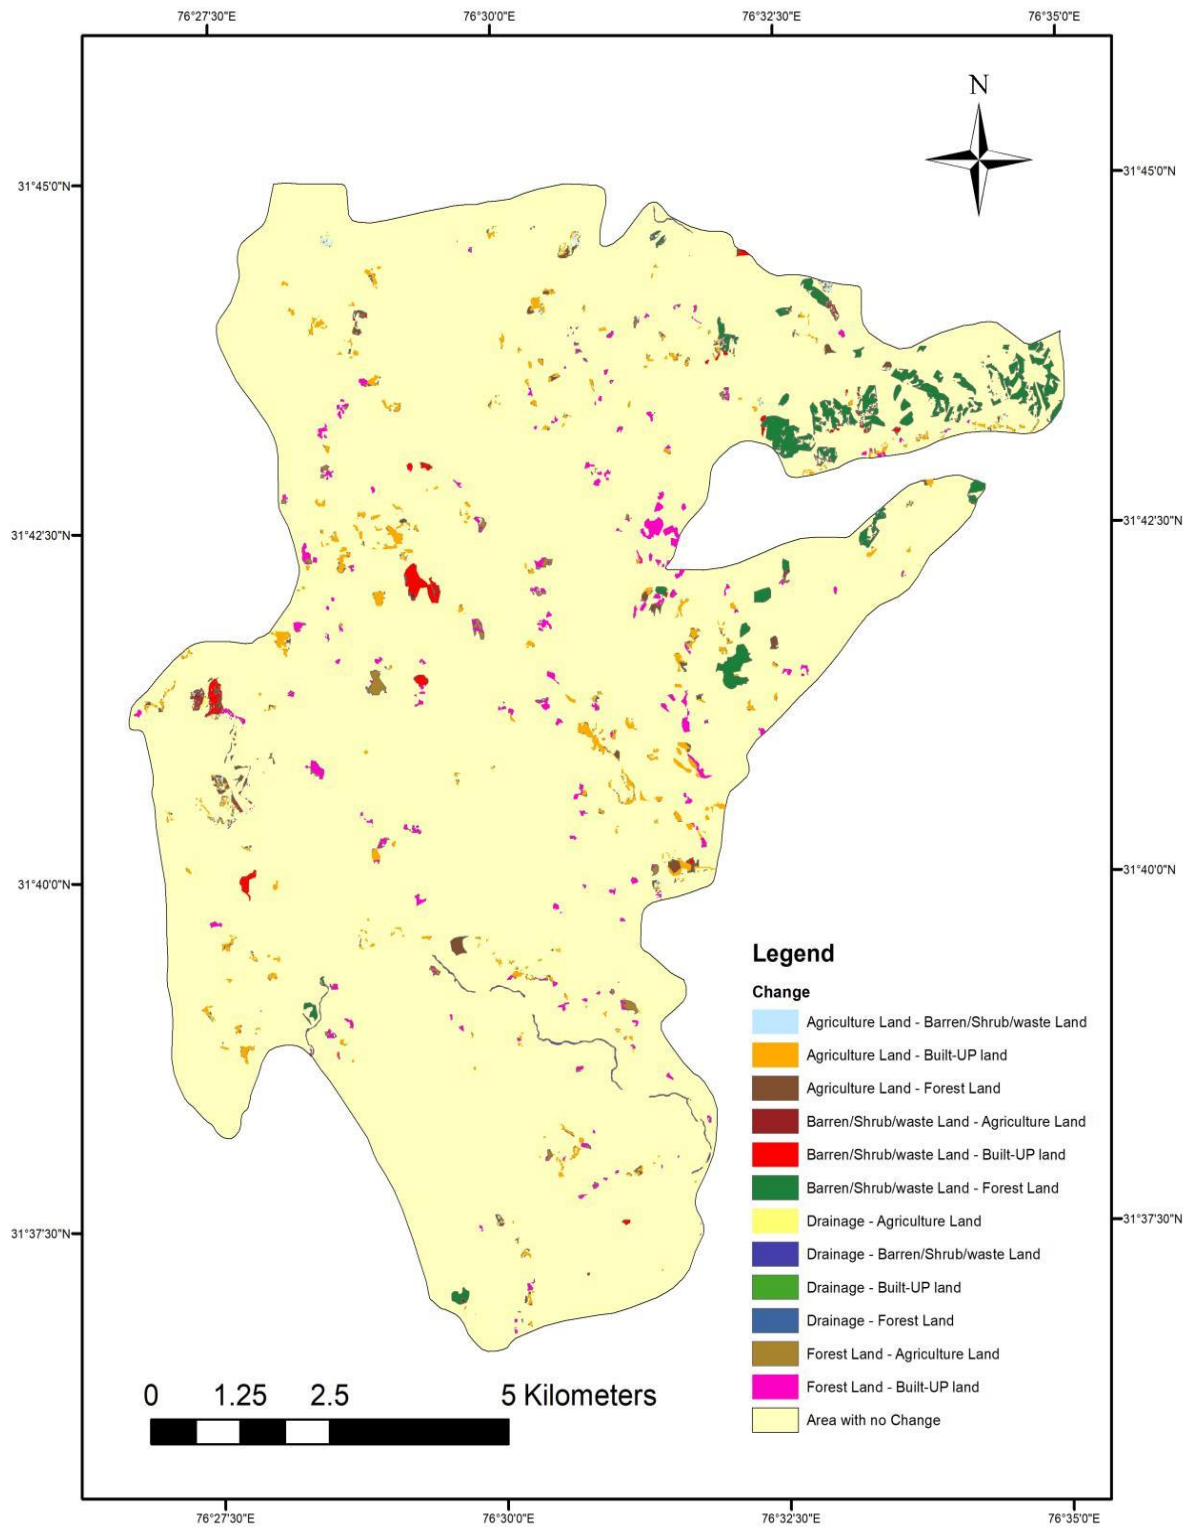 76°27'30"E 76°30'0"E 76°32'30"E 76°35'0"E
N
31°45'0"N 31°45'0"N
31°42'30"N 31°42'30"N
31°40'0"N 31°40'0"N
Legend
Change
Agriculture Land - Barren/Shrub/waste Land
Agriculture Land - Built-UP land
Agriculture Land - Forest Land
Barren/Shrub/waste Land - Agriculture Land
Barren/Shrub/waste Land - Built-UP land
Barren/Shrub/waste Land - Forest Land
Drainage - Agriculture Land
31°37'30"N 31°37'30"N
Drainage - Barren/Shrub/waste Land
Drainage - Built-UP land
Drainage - Forest Land
Forest Land - Agriculture Land
Forest Land - Built-UP land
Area with no Change
0 1.25 2.5 5 Kilometers
76°27'30"E 76°30'0"E 76°32'30"E 76°35'0"E